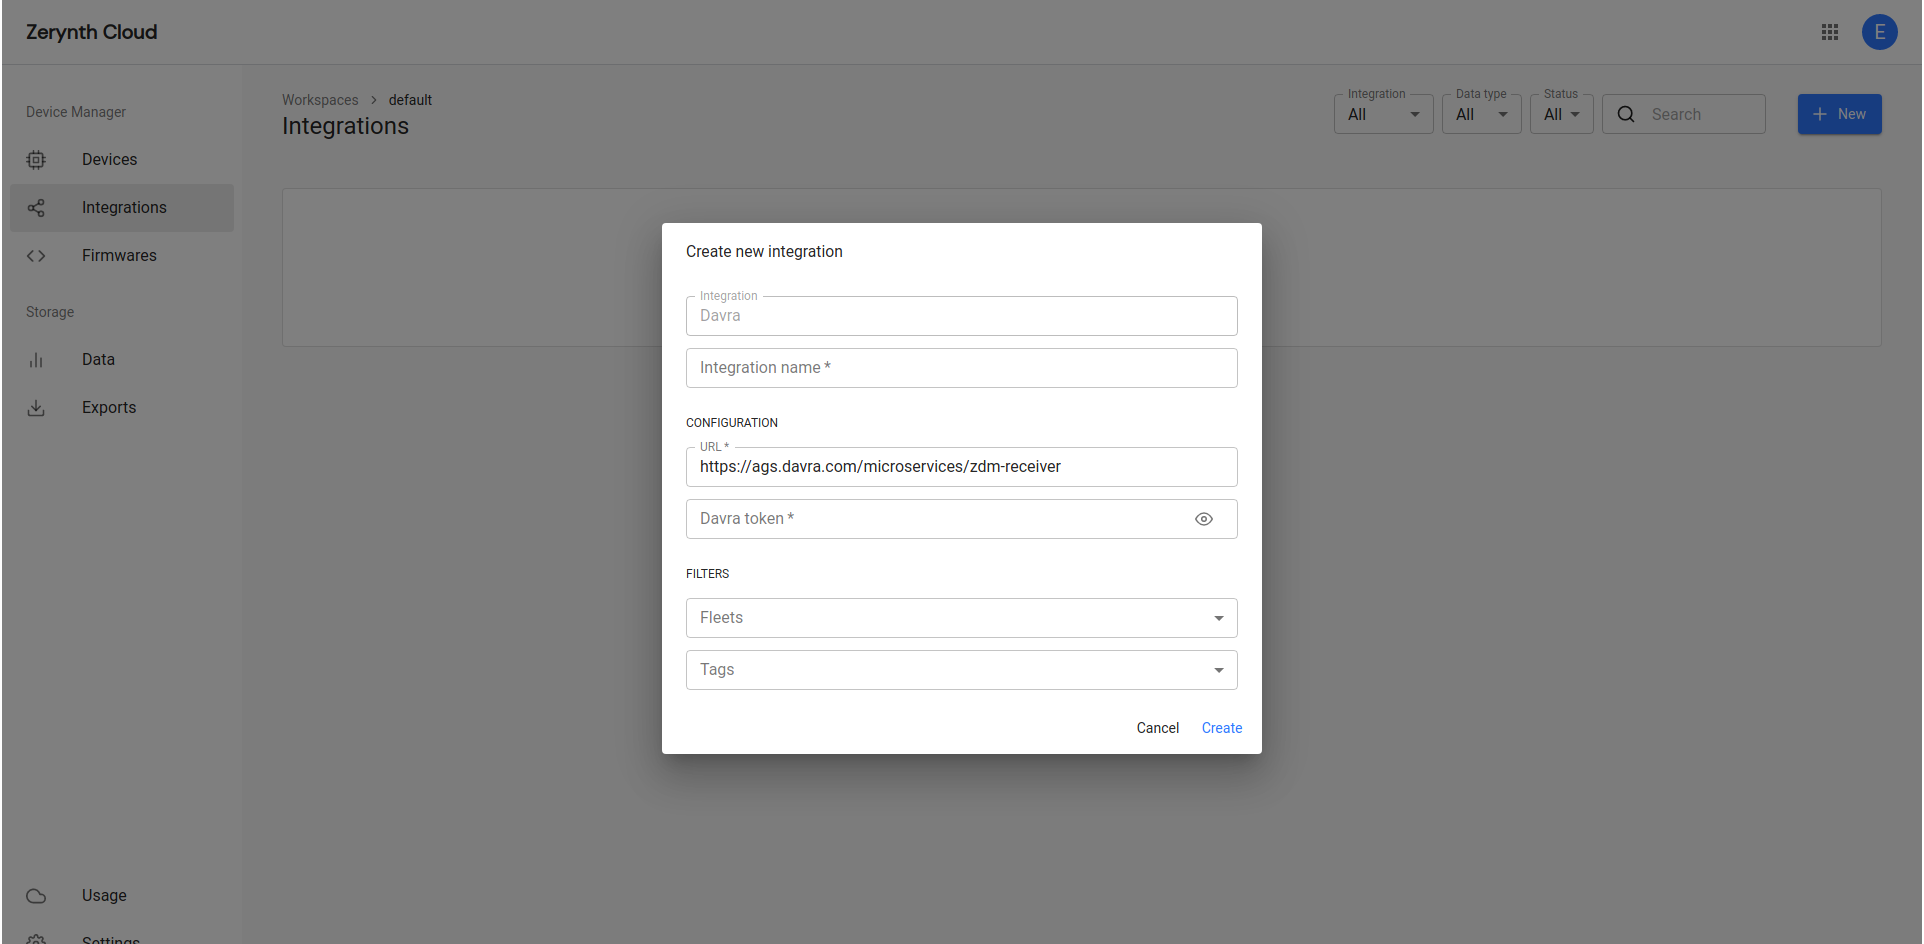 Zerynth Cloud
E
Device Manager
Devices
Integrations
Firmwares
Storage
Data
Exports
Usage
Settings
Workspaces > default
Integrations
Integration
All
Data type
All
Status
All
Search
New
Create new integration
Integration
Davra
Integration name *
CONFIGURATION
URL *
https://ags.davra.com/microservices/zdm-receiver
Davra token *
FILTERS
Fleets
Tags
Cancel
Create